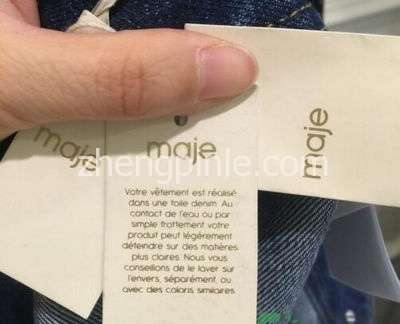 maje
maje
maje
zhengpinle.com
Votre vêtement est réalisé
dans une toile denim. Au
contact de l'eau ou par
simple frottement votre
produit peut légèrement
déteindre sur des matières
plus claires. Nous vous
conseillons de le laver sur
l'envers, séparément, ou
avec des coloris similaires.